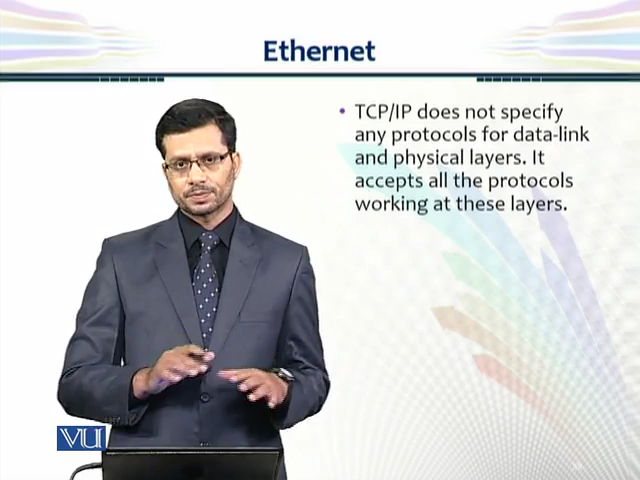 Ethernet
• TCP/IP does not specify
any protocols for data-link
and physical layers. It
accepts all the protocols
working at these layers.
VU